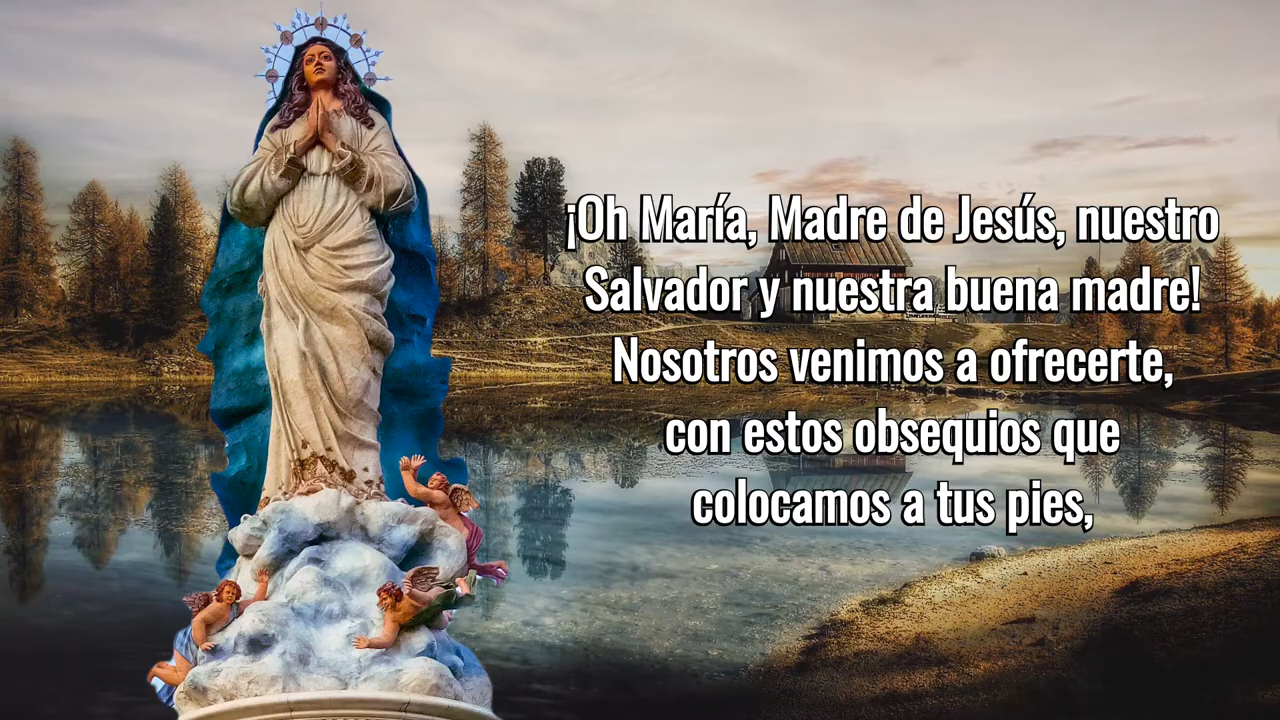 ¡Oh María, Madre de Jesús, nuestro
Salvador y nuestra buena madre!
Nosotros venimos a ofrecerte,
con estos obsequios que
colocamos a tus pies,